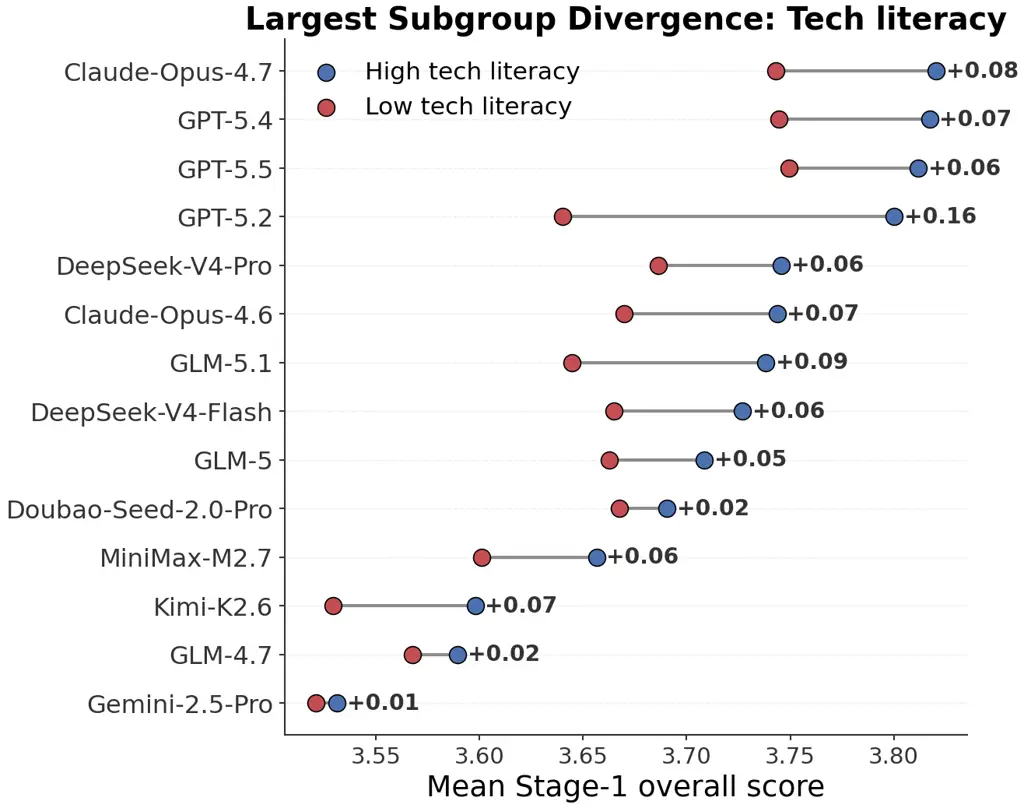 Largest Subgroup Divergence: Tech literacy
High tech literacy
Low tech literacy
Claude-Opus-4.7 +0.08
GPT-5.4 +0.07
GPT-5.5 +0.06
GPT-5.2 +0.16
DeepSeek-V4-Pro +0.06
Claude-Opus-4.6 +0.07
GLM-5.1 +0.09
DeepSeek-V4-Flash +0.06
GLM-5 +0.05
Doubao-Seed-2.0-Pro +0.02
MiniMax-M2.7 +0.06
Kimi-K2.6 +0.07
GLM-4.7 +0.02
Gemini-2.5-Pro +0.01
3.55 3.60 3.65 3.70 3.75 3.80
Mean Stage-1 overall score